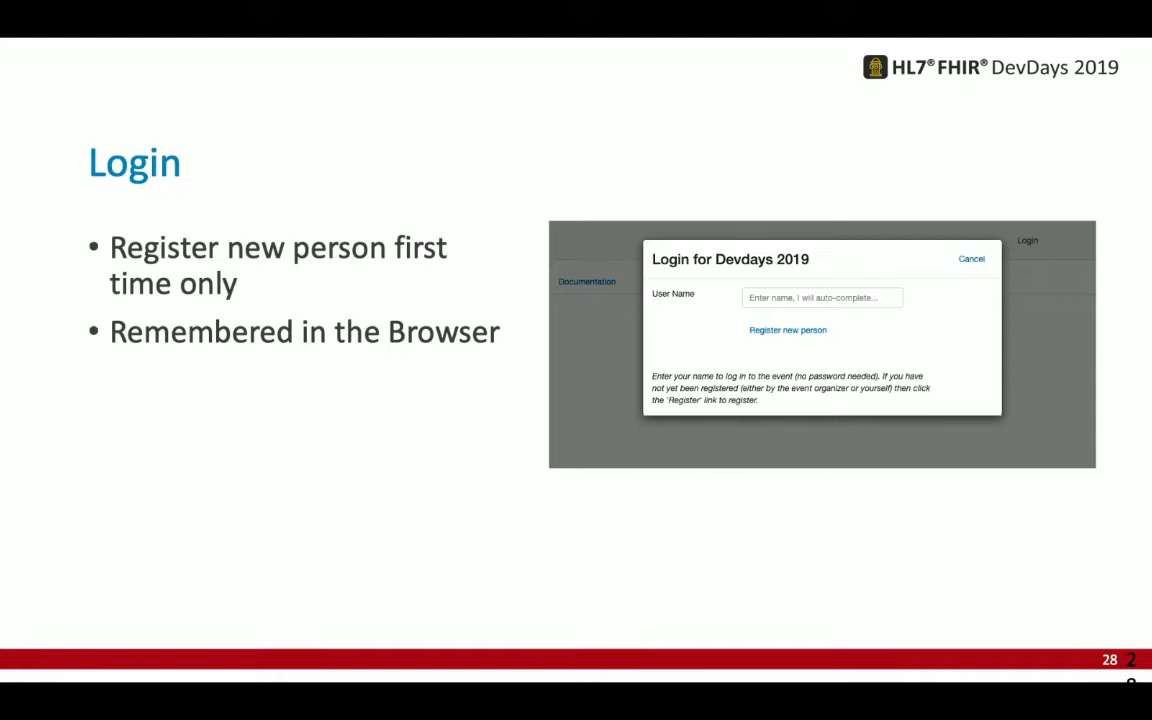 HL7® FHIR® DevDays 2019
Login
• Register new person first
time only
• Remembered in the Browser
Login
Login for Devdays 2019
Cancel
Documentation
User Name
Enter name, I will auto-complete...
Register new person
Enter your name to log in to the event (no password needed). If you have
not yet been registered (either by the event organizer or yourself) then click
the 'Register' link to register.
28
2